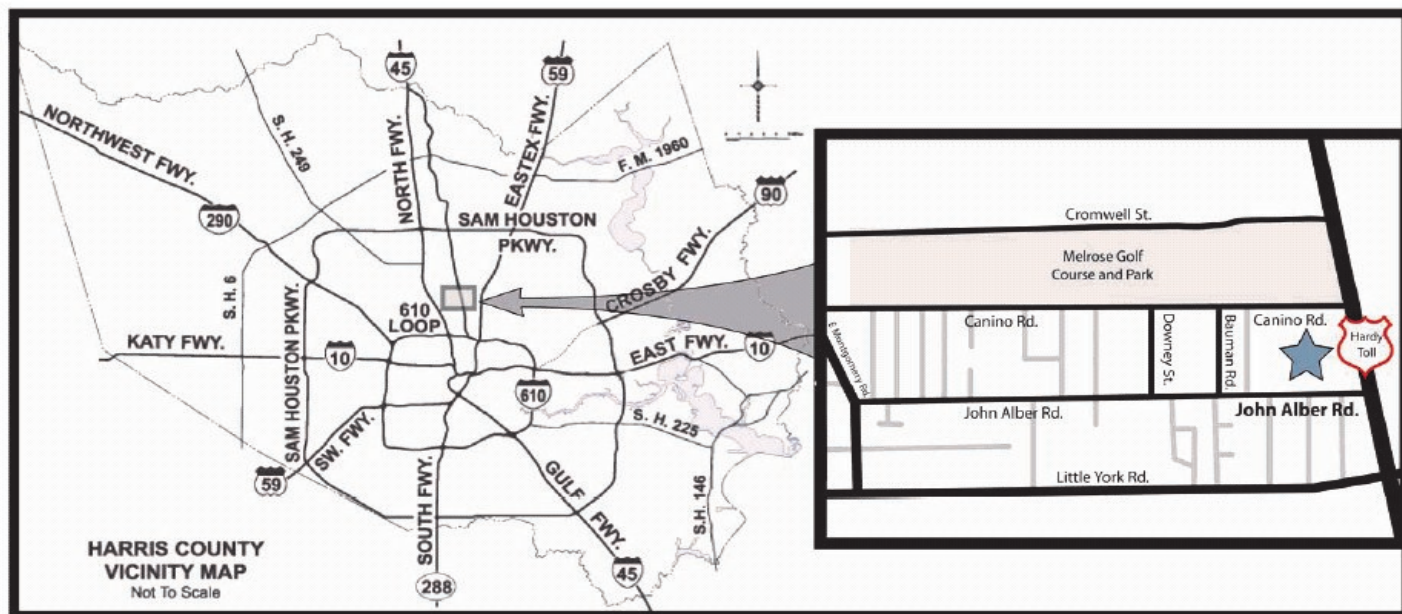 45
59
NORTHWEST FWY.
S. H. 249
NORTH FWY.
EASTEX FWY.
F. M. 1960
90
290
SAM HOUSTON
PKWY.
CROSBY FWY.
S. H. 6
SAM HOUSTON PKWY.
610
LOOP
KATY FWY.
10
EAST FWY.
10
610
S. H. 225
SW. FWY.
59
SOUTH FWY.
GULF
FWY.
S.H. 146
HARRIS COUNTY
VICINITY MAP
Not To Scale
288
45
Cromwell St.
Melrose Golf
Course and Park
Canino Rd.
Canino Rd.
Hardy
Toll
E Montgomery Rd.
Downey St.
Bauman Rd.
John Alber Rd.
John Alber Rd.
Little York Rd.